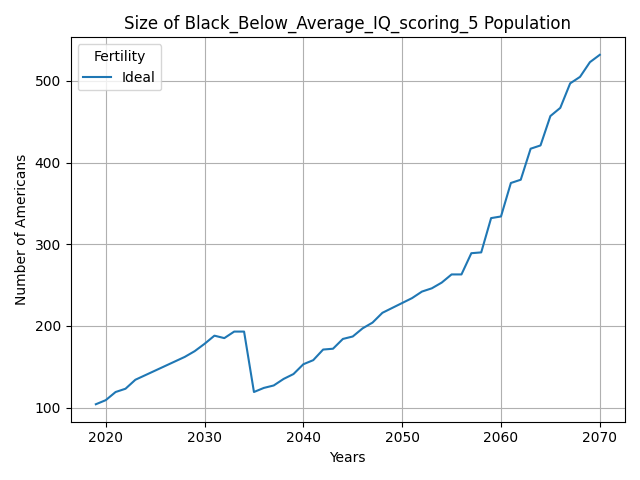 Size of Black_Below_Average_IQ_scoring_5 Population
Fertility
Ideal
Number of Americans
500
400
300
200
100
2020 2030 2040 2050 2060 2070
Years